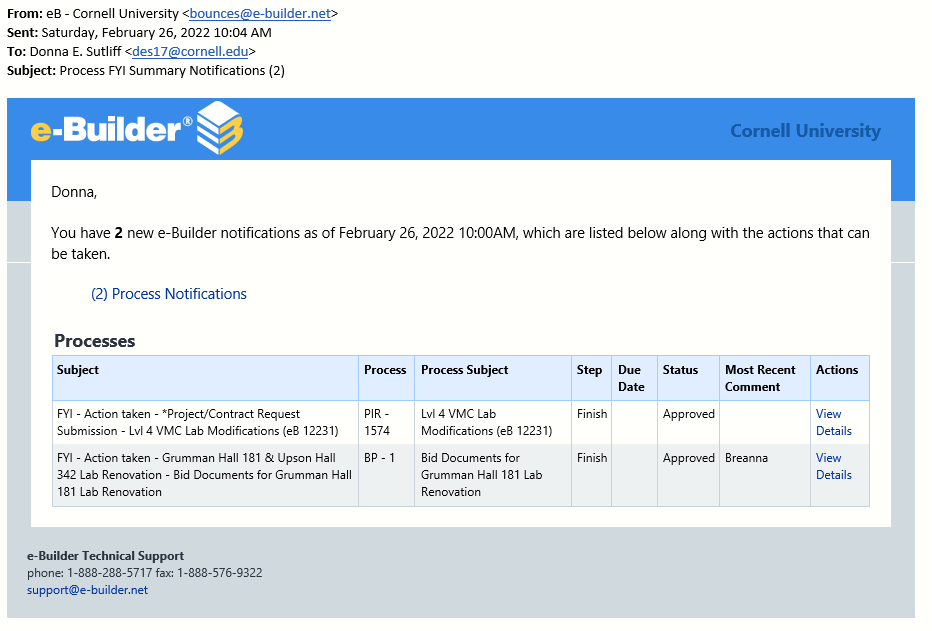 From: eB - Cornell University <bounces@e-builder.net>
Sent: Saturday, February 26, 2022 10:04 AM
To: Donna E. Sutliff <des17@cornell.edu>
Subject: Process FYI Summary Notifications (2)
e-Builder®
Cornell University
Donna,
You have 2 new e-Builder notifications as of February 26, 2022 10:00AM, which are listed below along with the actions that can
be taken.
(2) Process Notifications
Processes
Subject Process Process Subject Step Due Date Status Most Recent Comment Actions
FYI - Action taken - *Project/Contract Request
Submission - Lvl 4 VMC Lab Modifications (eB 12231)
PIR -
1574
Lvl 4 VMC Lab
Modifications (eB 12231)
Finish
Approved
View
Details
FYI - Action taken - Grumman Hall 181 & Upson Hall
342 Lab Renovation - Bid Documents for Grumman Hall
181 Lab Renovation
BP - 1
Bid Documents for
Grumman Hall 181 Lab
Renovation
Finish
Approved
Breanna
View
Details
e-Builder Technical Support
phone: 1-888-288-5717 fax: 1-888-576-9322
support@e-builder.net